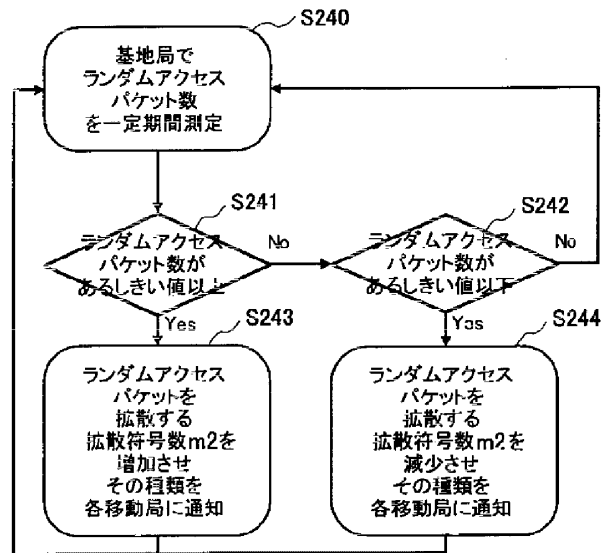 S240
基地局で
ランダムアクセス
パケット数
を一定期間測定
S241
ランダムアクセス
パケット数が
あるしきい値以上
No
Yes
S242
ランダムアクセス
パケット数が
あるしきい値以下
No
Yes
S243
ランダムアクセス
パケットを
拡散する
拡散符号数m2を
増加させ
その種類を
各移動局に通知
S244
ランダムアクセス
パケットを
拡散する
拡散符号数m2を
減少させ
その種類を
各移動局に通知